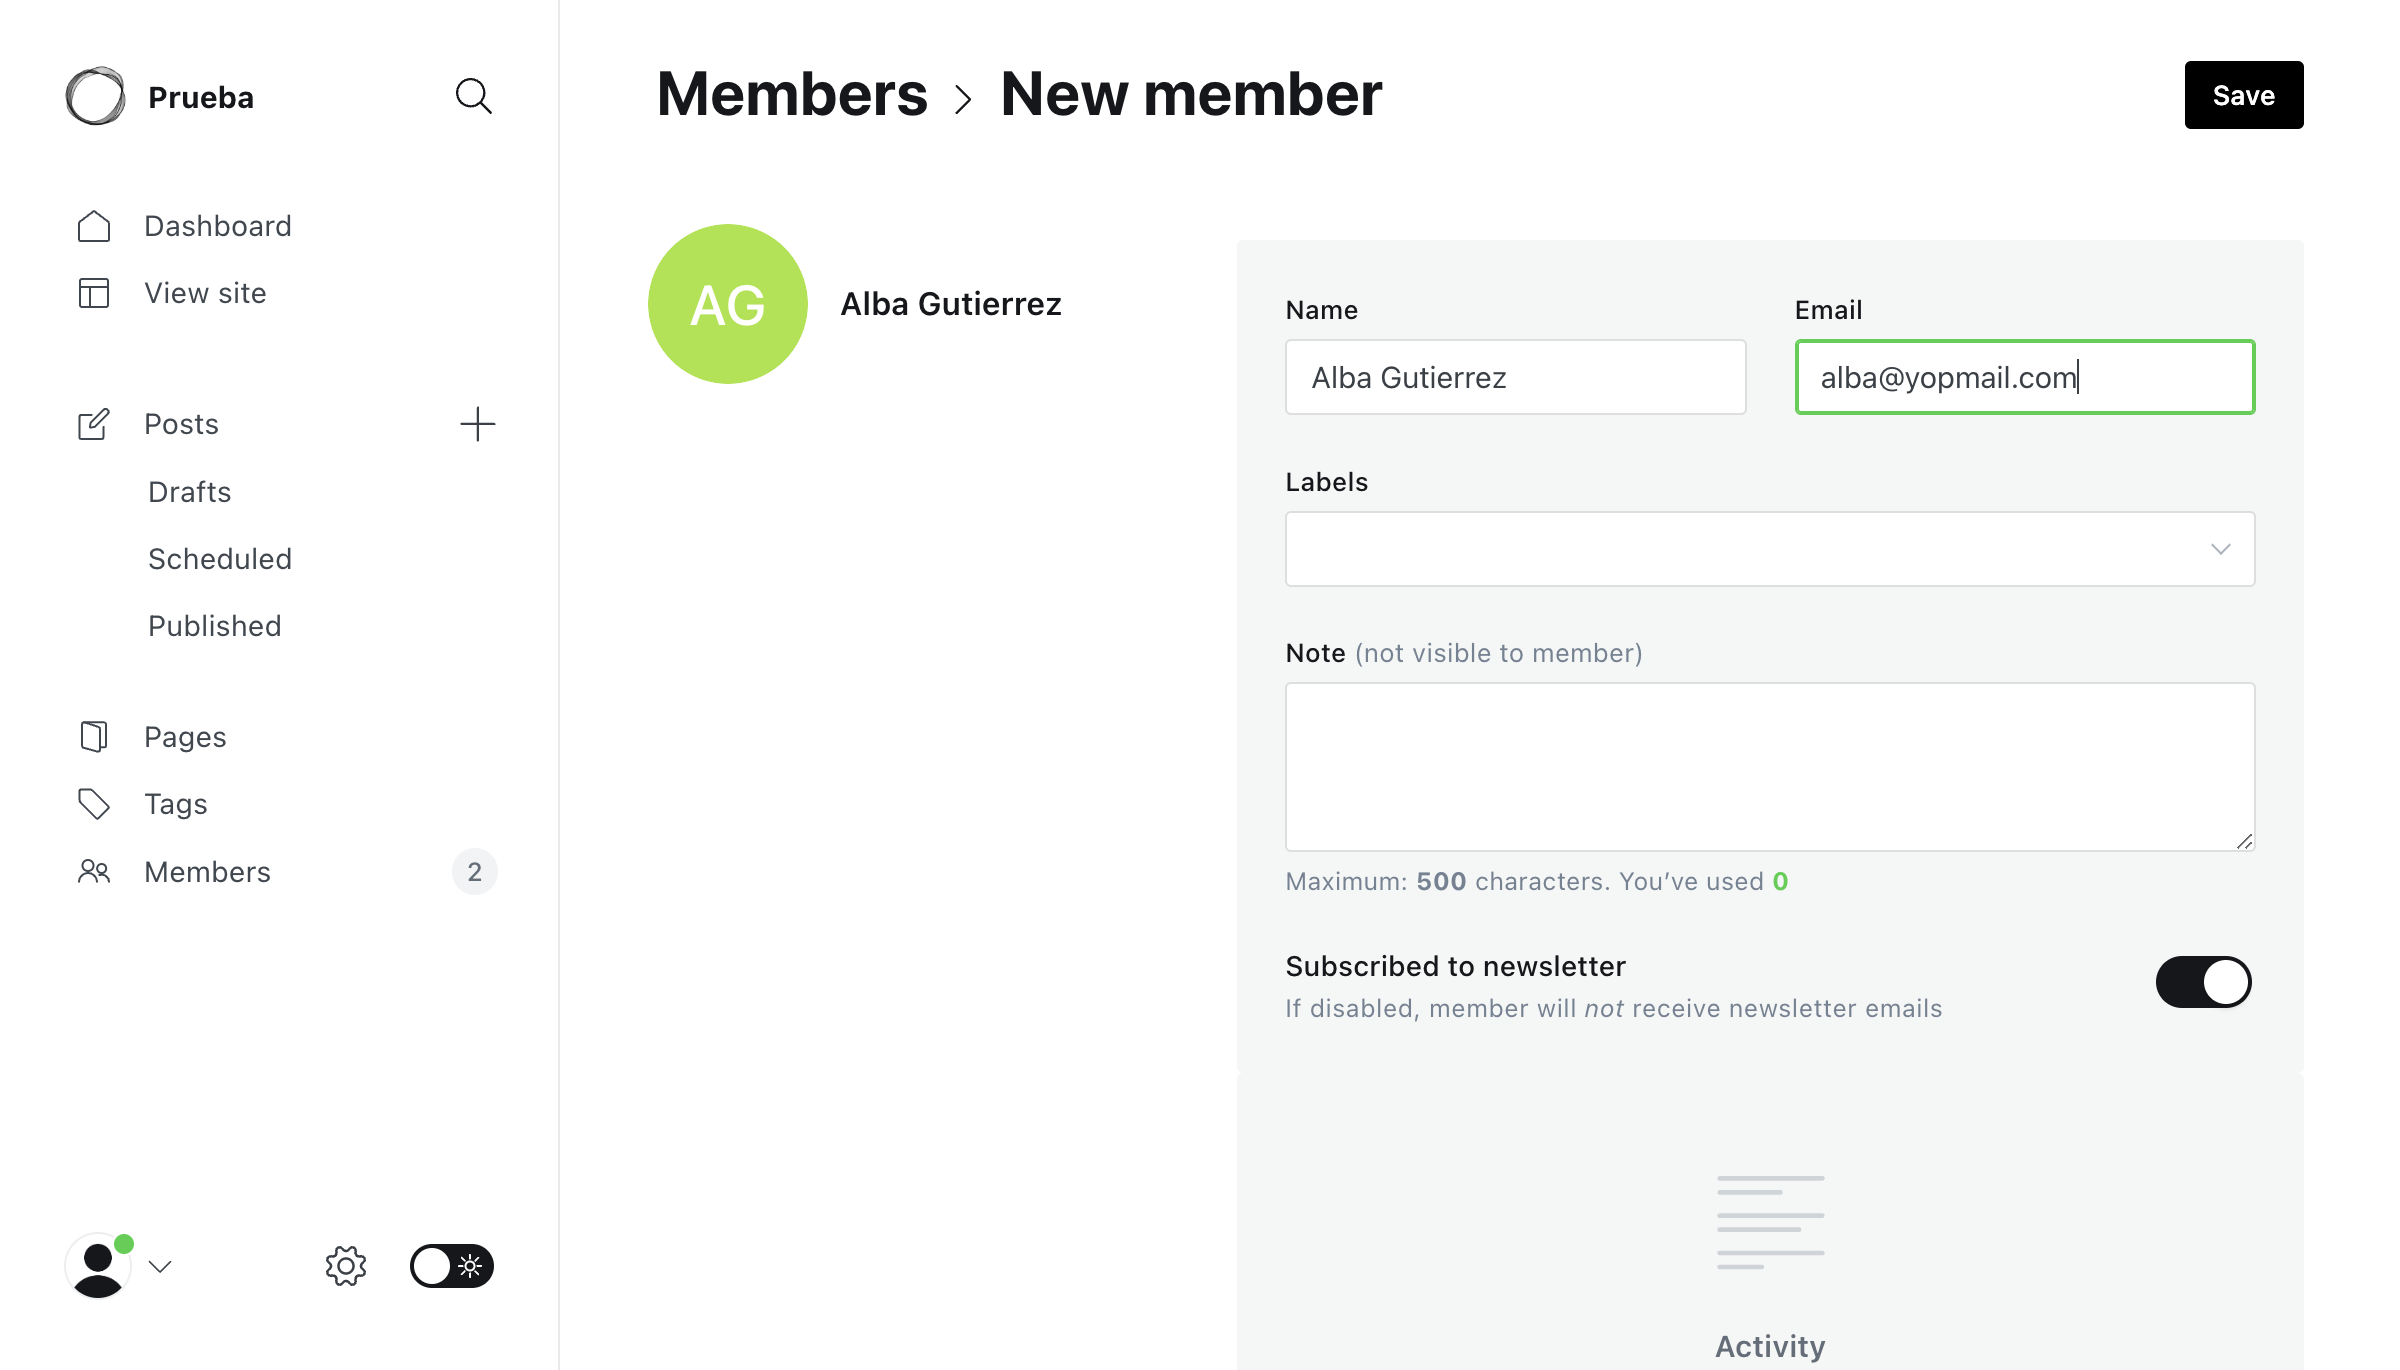 Prueba
Dashboard
View site
Posts
Drafts
Scheduled
Published
Pages
Tags
Members 2
Members > New member
Save
AG
Alba Gutierrez
Name
Alba Gutierrez
Email
alba@yopmail.com
Labels
Note (not visible to member)
Maximum: 500 characters. You’ve used 0
Subscribed to newsletter
If disabled, member will not receive newsletter emails
Activity